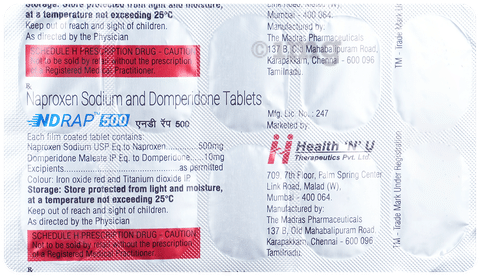 Storage: Store protected from light and moisture,
at a temperature not exceeding 25°C
Keep out of reach and sight of children.
As directed by the Physician
SCHEDULE H PRESCRIPTION DRUG - CAUTION
Not to be sold by retail without the prescription
of a Registered Medical Practitioner.
Link Road, Malad (W),
Mumbai - 400 064.
Manufactured by:
The Madras Pharmaceuticals
137 B, Old Mahabalipuram Road,
Karapakkam, Chennai - 600 096
Tamilnadu.
TM - Trade Mark Under
Naproxen Sodium and Domperidone Tablets
NDRAP 500 एनडी रॅप 500
Each film coated tablet contains:
Naproxen Sodium USP Eq.to Naproxen..........500mg
Domperidone Maleate IP Eq. to Domperidone.....10mg
Excipients..........as permitted
Colour: Iron oxide red and Titanium dioxide IP
Storage: Store protected from light and moisture,
at a temperature not exceeding 25°C
Keep out of reach and sight of children.
As directed by the Physician
SCHEDULE H PRESCRIPTION DRUG - CAUTION
Not to be sold by retail without the prescription
of a Registered Medical Practitioner.
Mfg. Lic. No.: 247
Marketed by:
Health 'N' U
Therapeutics Pvt. Ltd.
709, 7th Floor, Palm Spring Center
Link Road, Malad (W),
Mumbai - 400 064.
Manufactured by:
The Madras Pharmaceuticals
137 B, Old Mahabalipuram Road,
Karapakkam, Chennai - 600 096
Tamilnadu.
TM - Trade Mark Under Registration